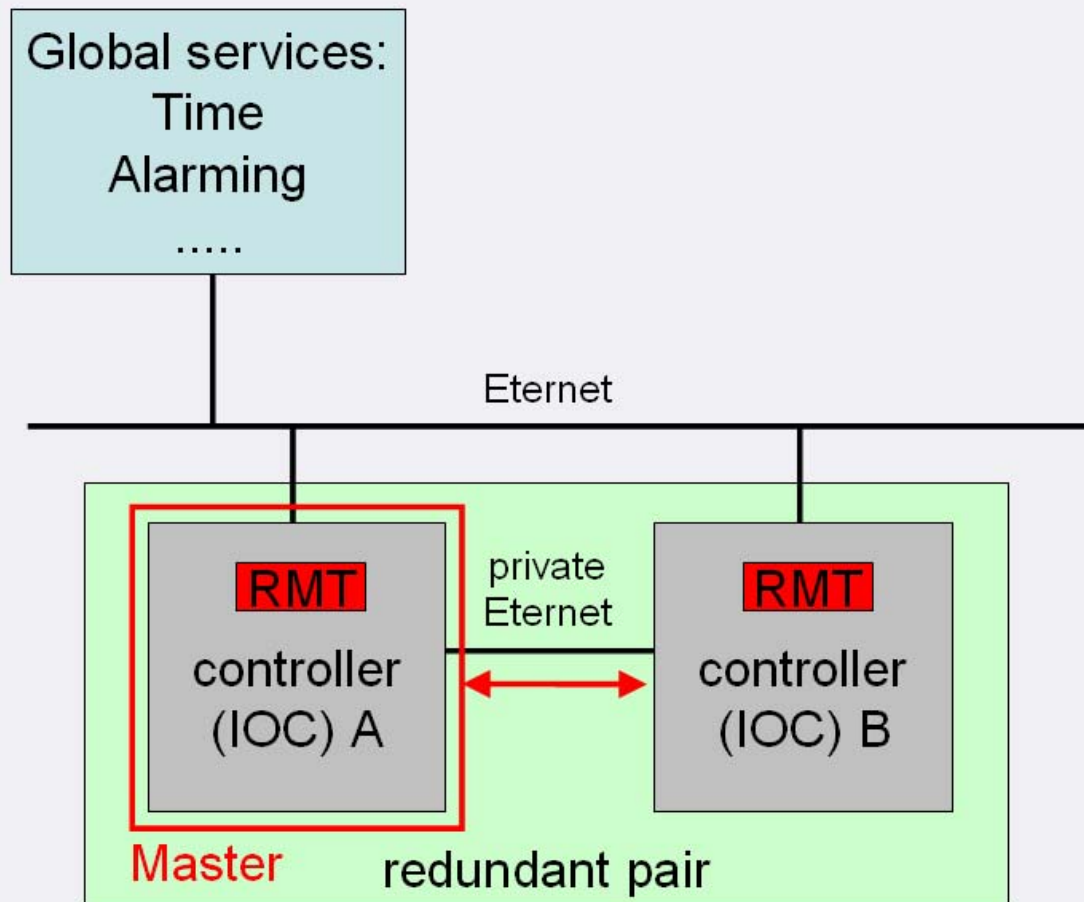 Global services:
Time
Alarming
.....
Eternet
RMT
controller
(IOC) A
private
Eternet
RMT
controller
(IOC) B
Master
redundant pair